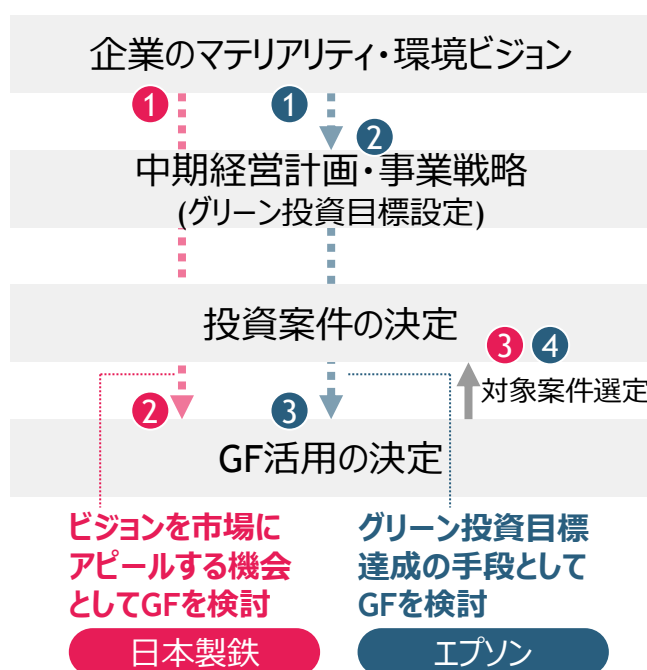 企業のマテリアリティ・環境ビジョン
1 1
2
中期経営計画・事業戦略
(グリーン投資目標設定)
投資案件の決定
3 4
対象案件選定
2 3
GF活用の決定
ビジョンを市場に
アピールする機会
としてGFを検討
日本製鉄
グリーン投資目標
達成の手段として
GFを検討
エプソン